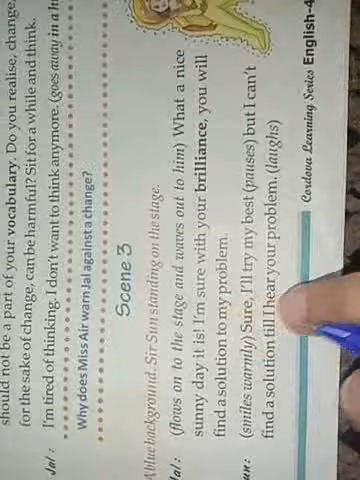 should not be a part of your vocabulary. Do you realise, change,
for the sake of change, can be harmful? Sit for a while and think.
Jal : I'm tired of thinking. I don't want to think anymore. (goes away in a
Why does Miss Air warn Jal against a change?
Scene 3
A blue background. Sir Sun standing on the stage.
Jal : (flows on to the stage and waves out to him) What a nice
sunny day it is! I'm sure with your brilliance, you will
find a solution to my problem.
un : (smiles warmly) Sure, I'll try my best (pauses) but I can't
find a solution till I hear your problem. (laughs)
Cordova Learning Series English-4